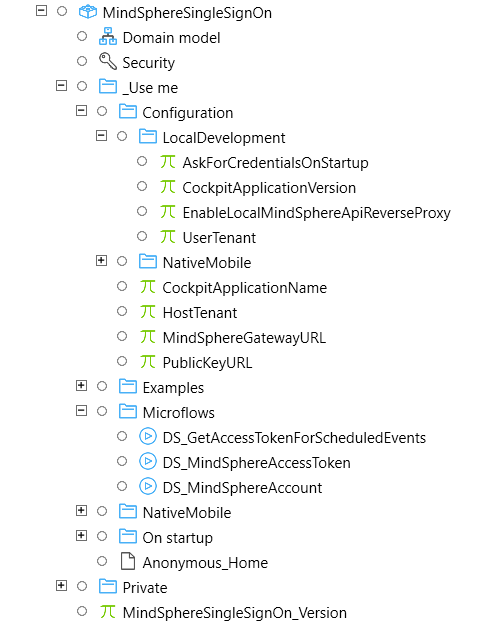 MindSphereSingleSignOn
Domain model
Security
_Use me
Configuration
LocalDevelopment
AskForCredentialsOnStartup
CockpitApplicationVersion
EnableLocalMindSphereApiReverseProxy
UserTenant
NativeMobile
CockpitApplicationName
HostTenant
MindSphereGatewayURL
PublicKeyURL
Examples
Microflows
DS_GetAccessTokenForScheduledEvents
DS_MindSphereAccessToken
DS_MindSphereAccount
NativeMobile
On startup
Anonymous_Home
Private
MindSphereSingleSignOn_Version